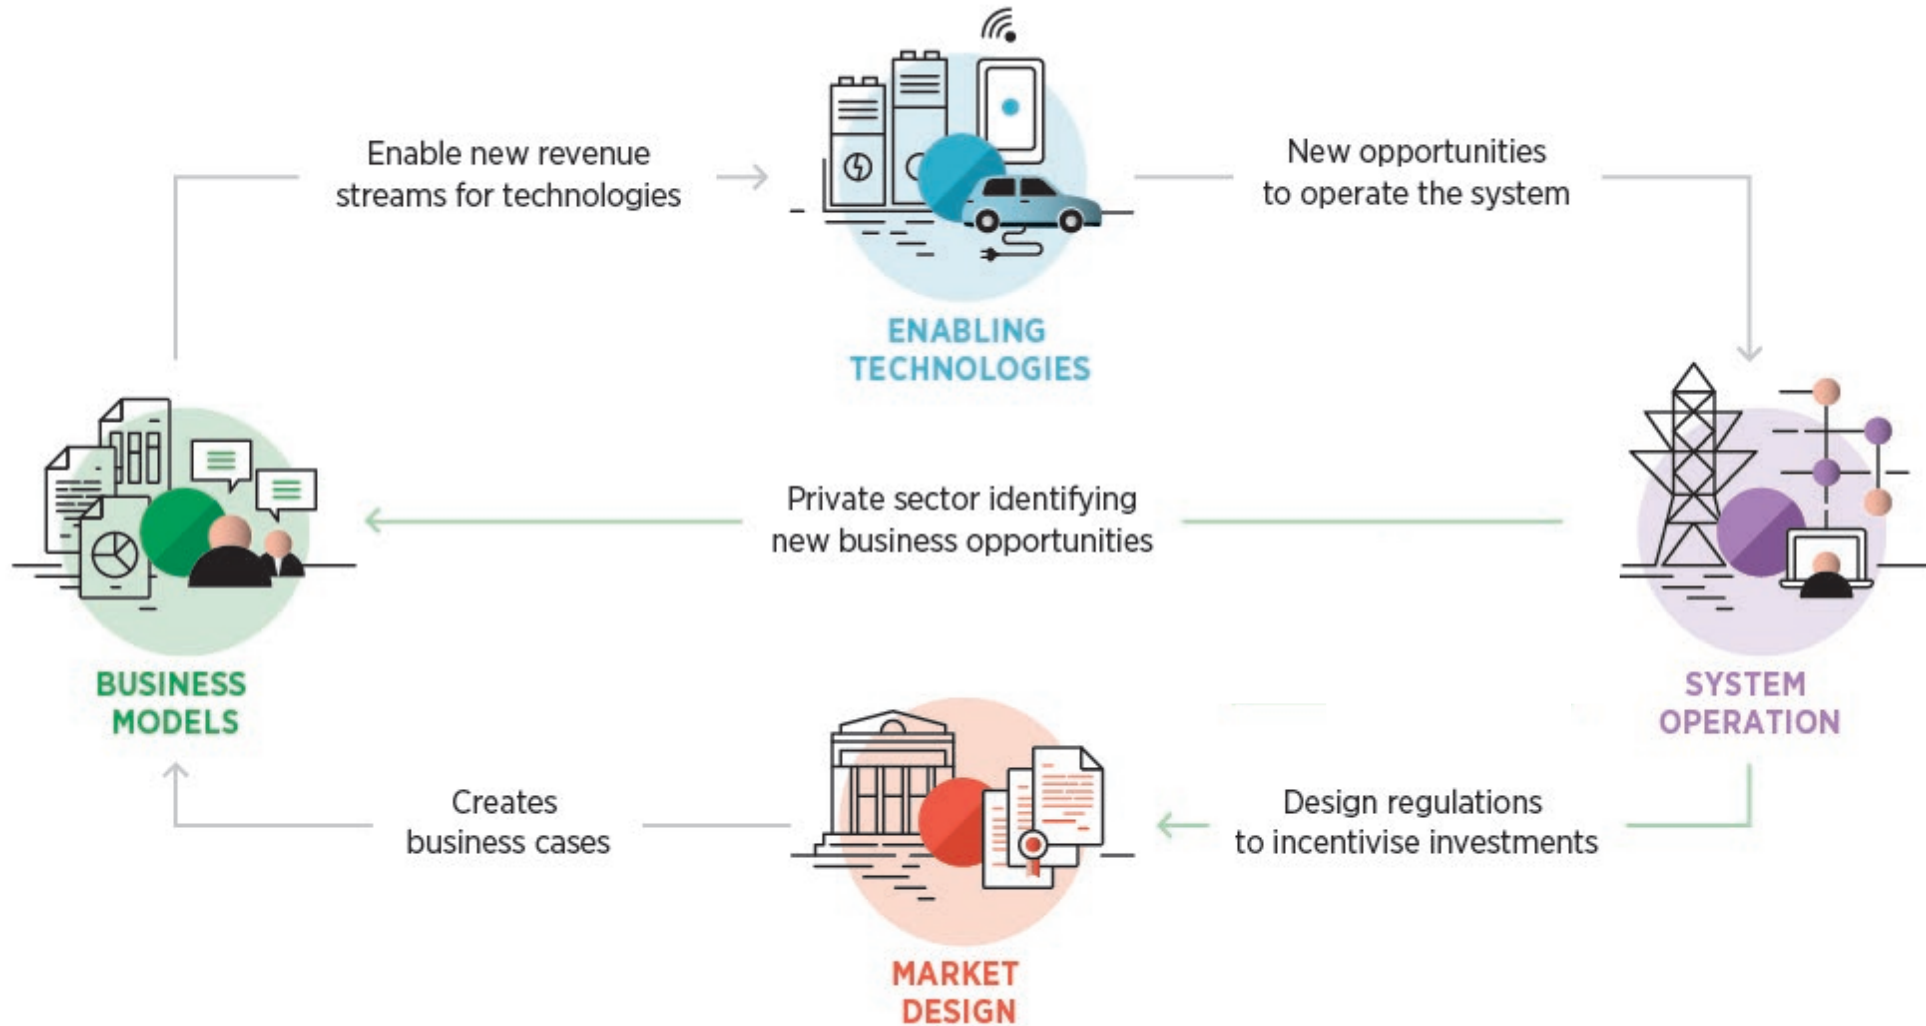 Enable new revenue
streams for technologies
New opportunities
to operate the system
ENABLING
TECHNOLOGIES
Private sector identifying
new business opportunities
BUSINESS
MODELS
SYSTEM
OPERATION
Creates
business cases
Design regulations
to incentivise investments
MARKET
DESIGN